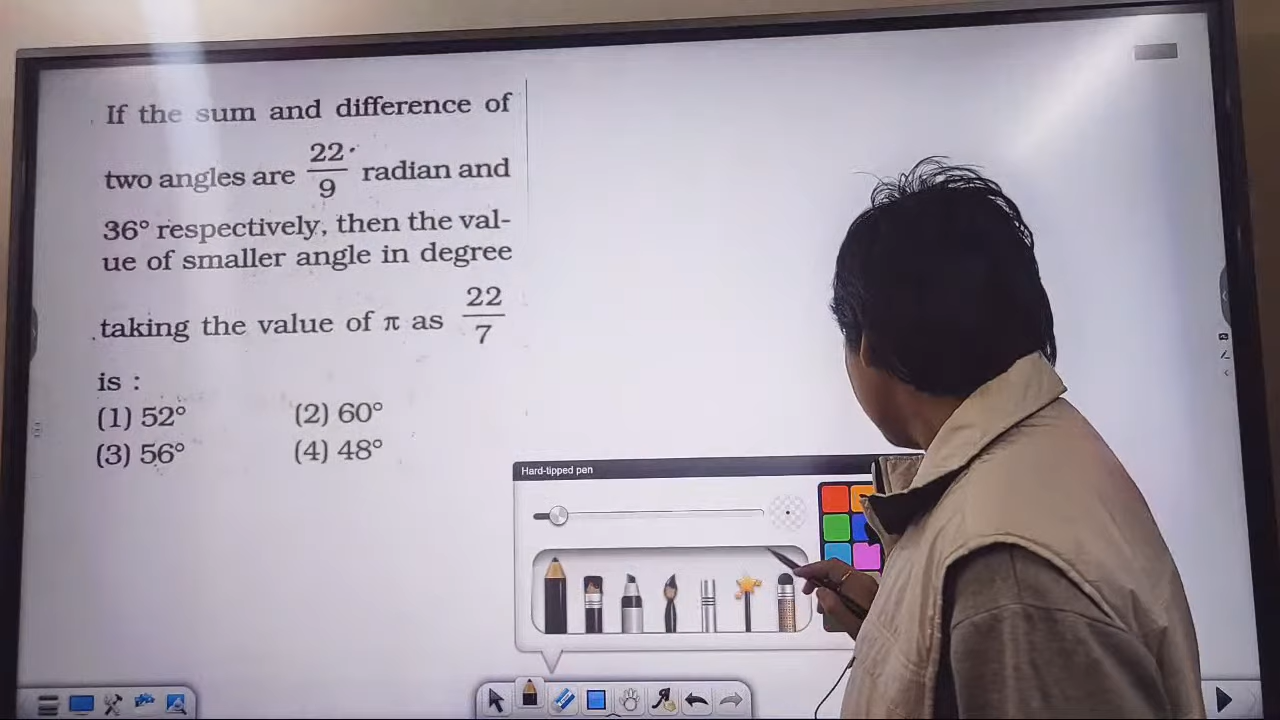 If the sum and difference of
two angles are 22/9 radian and
36° respectively, then the val-
ue of smaller angle in degree
taking the value of π as 22/7
is :
(1) 52° (2) 60°
(3) 56° (4) 48°
Hard-tipped pen